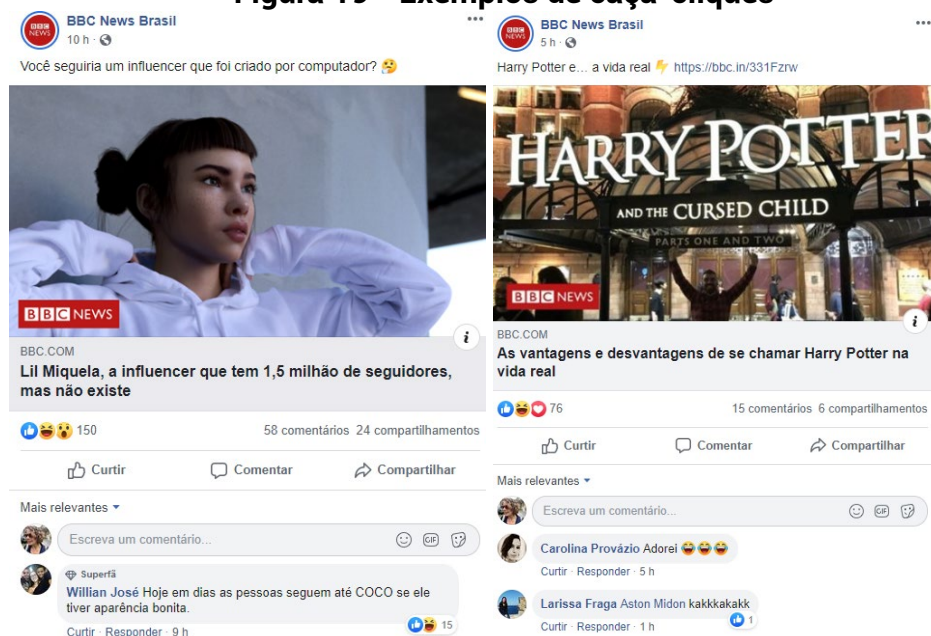 Figura 19 - Exemplos de caça-cliques
BBC NEWS
BBC News Brasil
10 h ·
Você seguiria um influencer que foi criado por computador? 🤔
BBC NEWS
BBC.COM
Lil Miquela, a influencer que tem 1,5 milhão de seguidores,
mas não existe
150
58 comentários 24 compartilhamentos
Curtir Comentar Compartilhar
Mais relevantes
Escreva um comentário...
GIF
Superfã
Willian José Hoje em dias as pessoas seguem até COCO se ele
tiver aparência bonita.
15
Curtir · Responder · 9 h
BBC NEWS
BBC News Brasil
5 h ·
Harry Potter e... a vida real ⚡ https://bbc.in/331Fzrw
HARRY POTTER
AND THE CURSED CHILD
PARTS ONE AND TWO
BBC NEWS
BBC.COM
As vantagens e desvantagens de se chamar Harry Potter na
vida real
76
15 comentários 6 compartilhamentos
Curtir Comentar Compartilhar
Mais relevantes
Escreva um comentário...
GIF
Carolina Provázio Adorei 😂😂😂
Curtir · Responder · 5 h
Larissa Fraga Aston Midon kakkkakakk
1
Curtir · Responder · 1 h